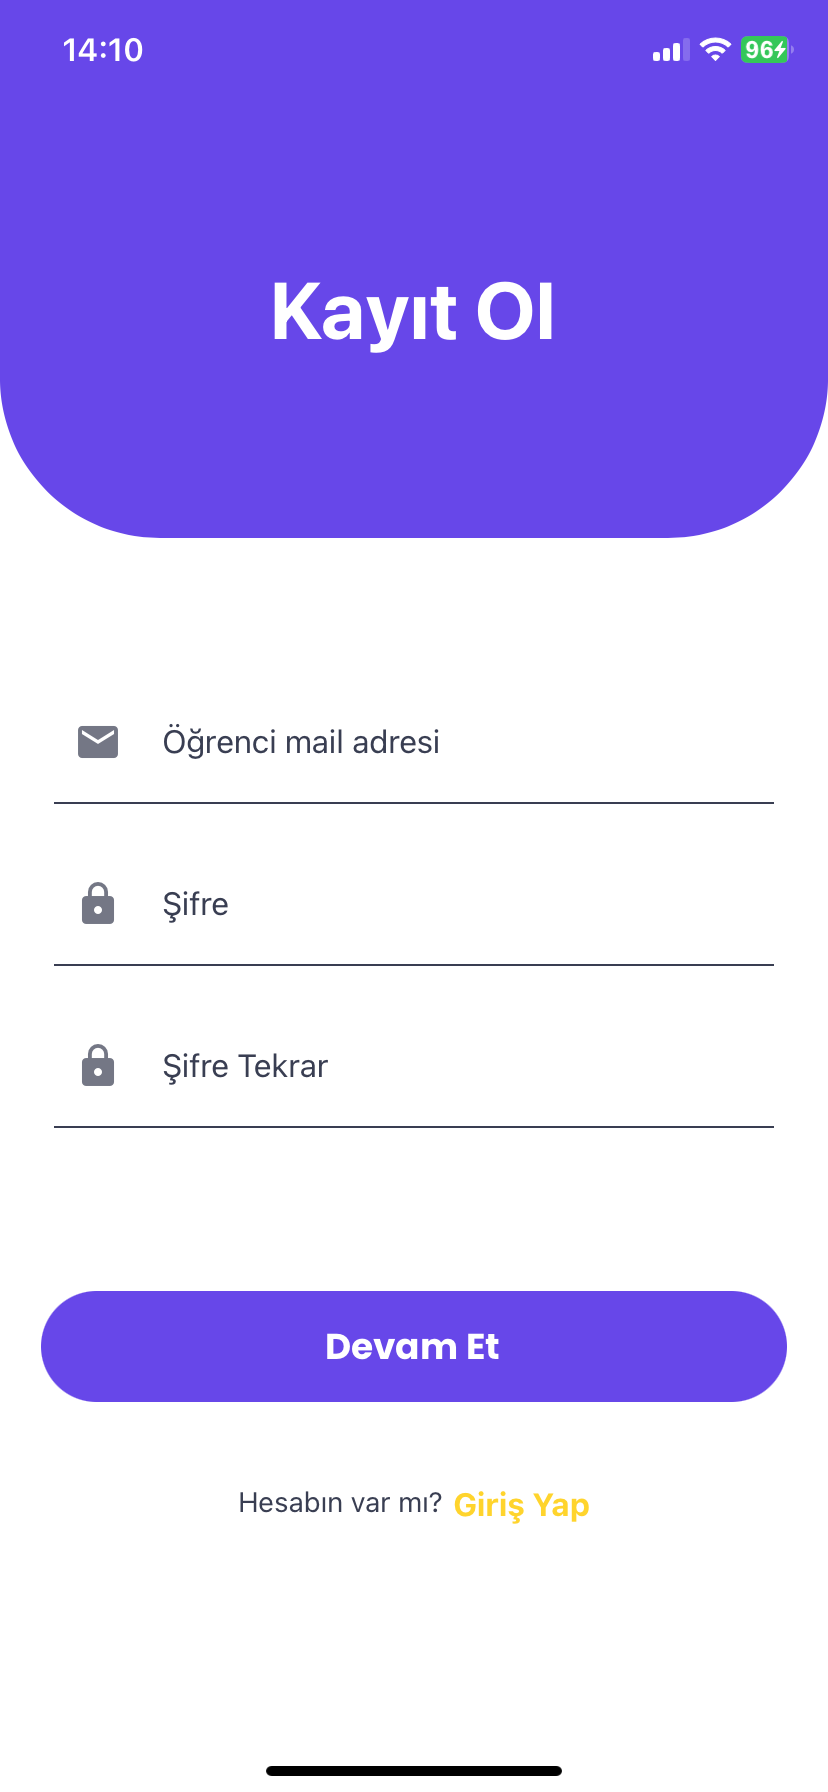 14:10
96
Kayıt Ol
Öğrenci mail adresi
Şifre
Şifre Tekrar
Devam Et
Hesabın var mı? Giriş Yap